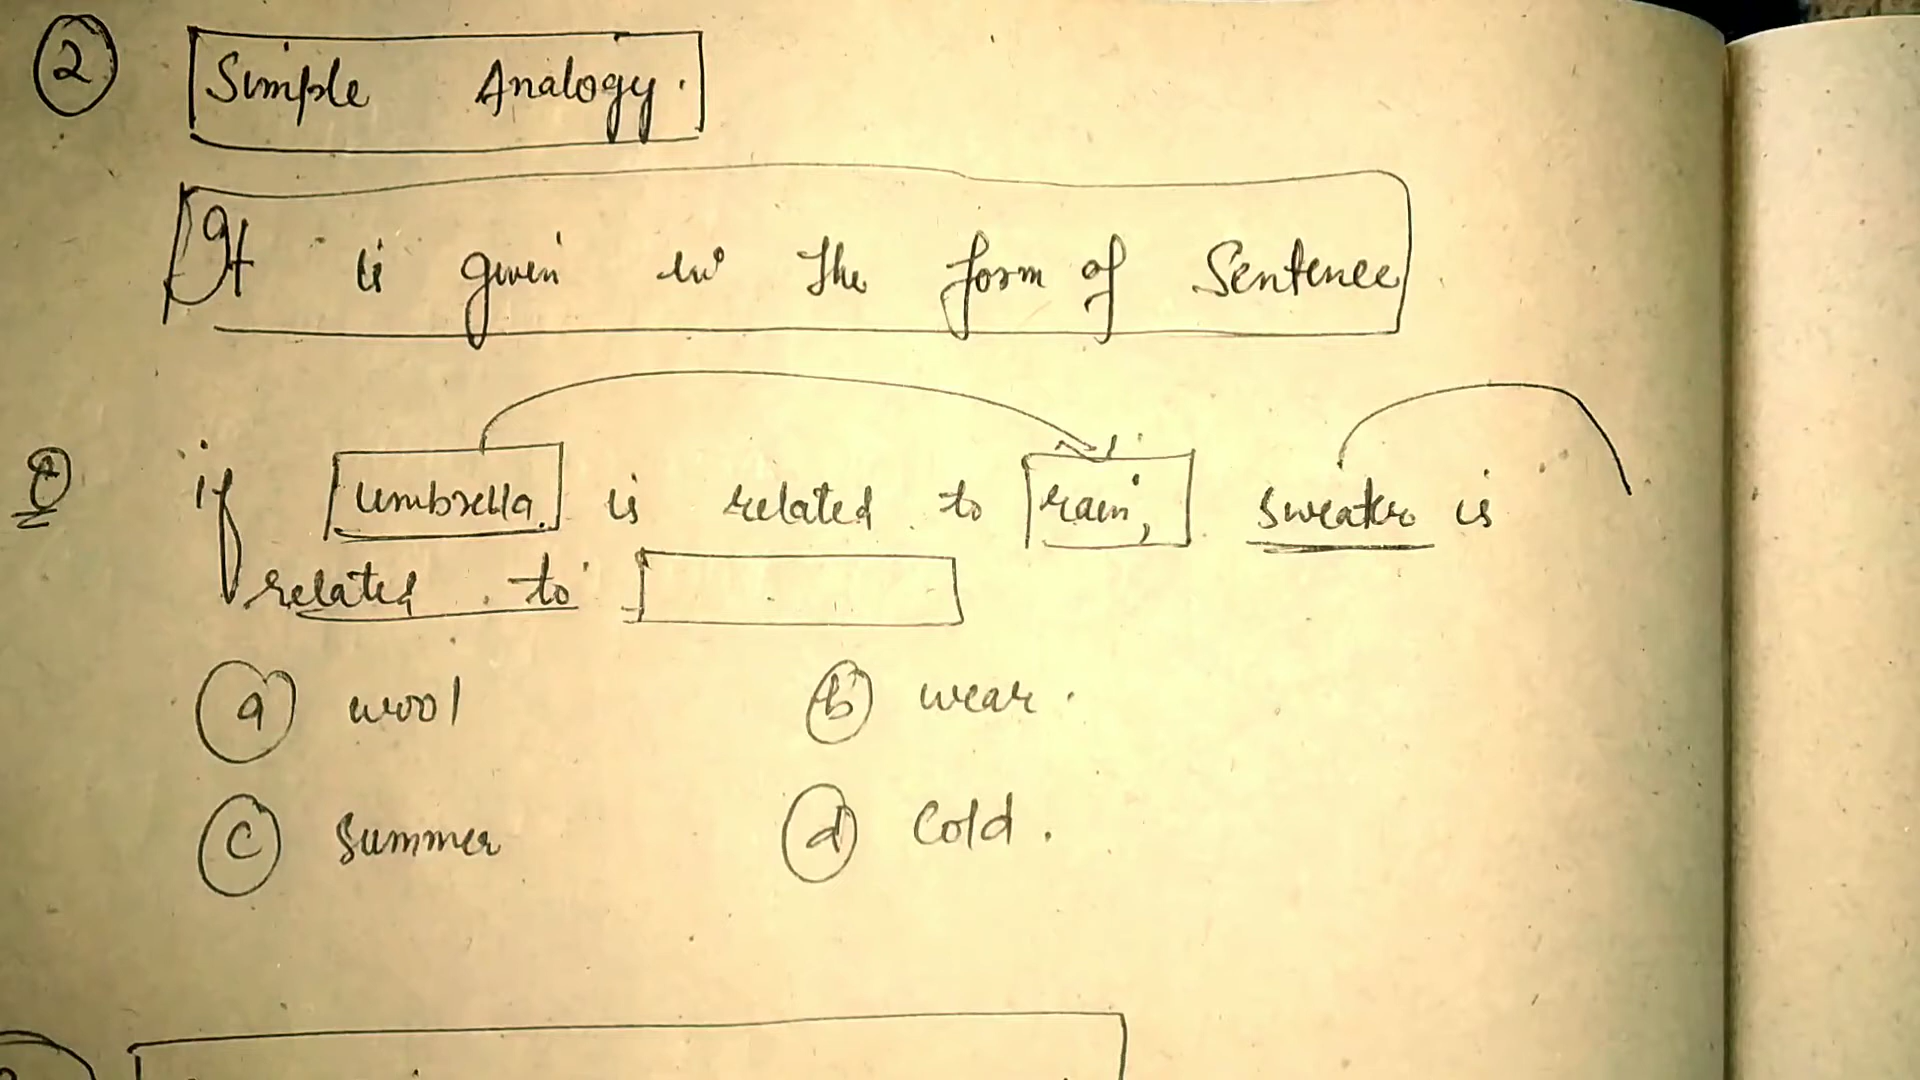 2 Simple Analogy.
It is given in the form of Sentence
Q if umbrella is related to rain, sweater is
related to
a wool b wear.
c summer d cold.